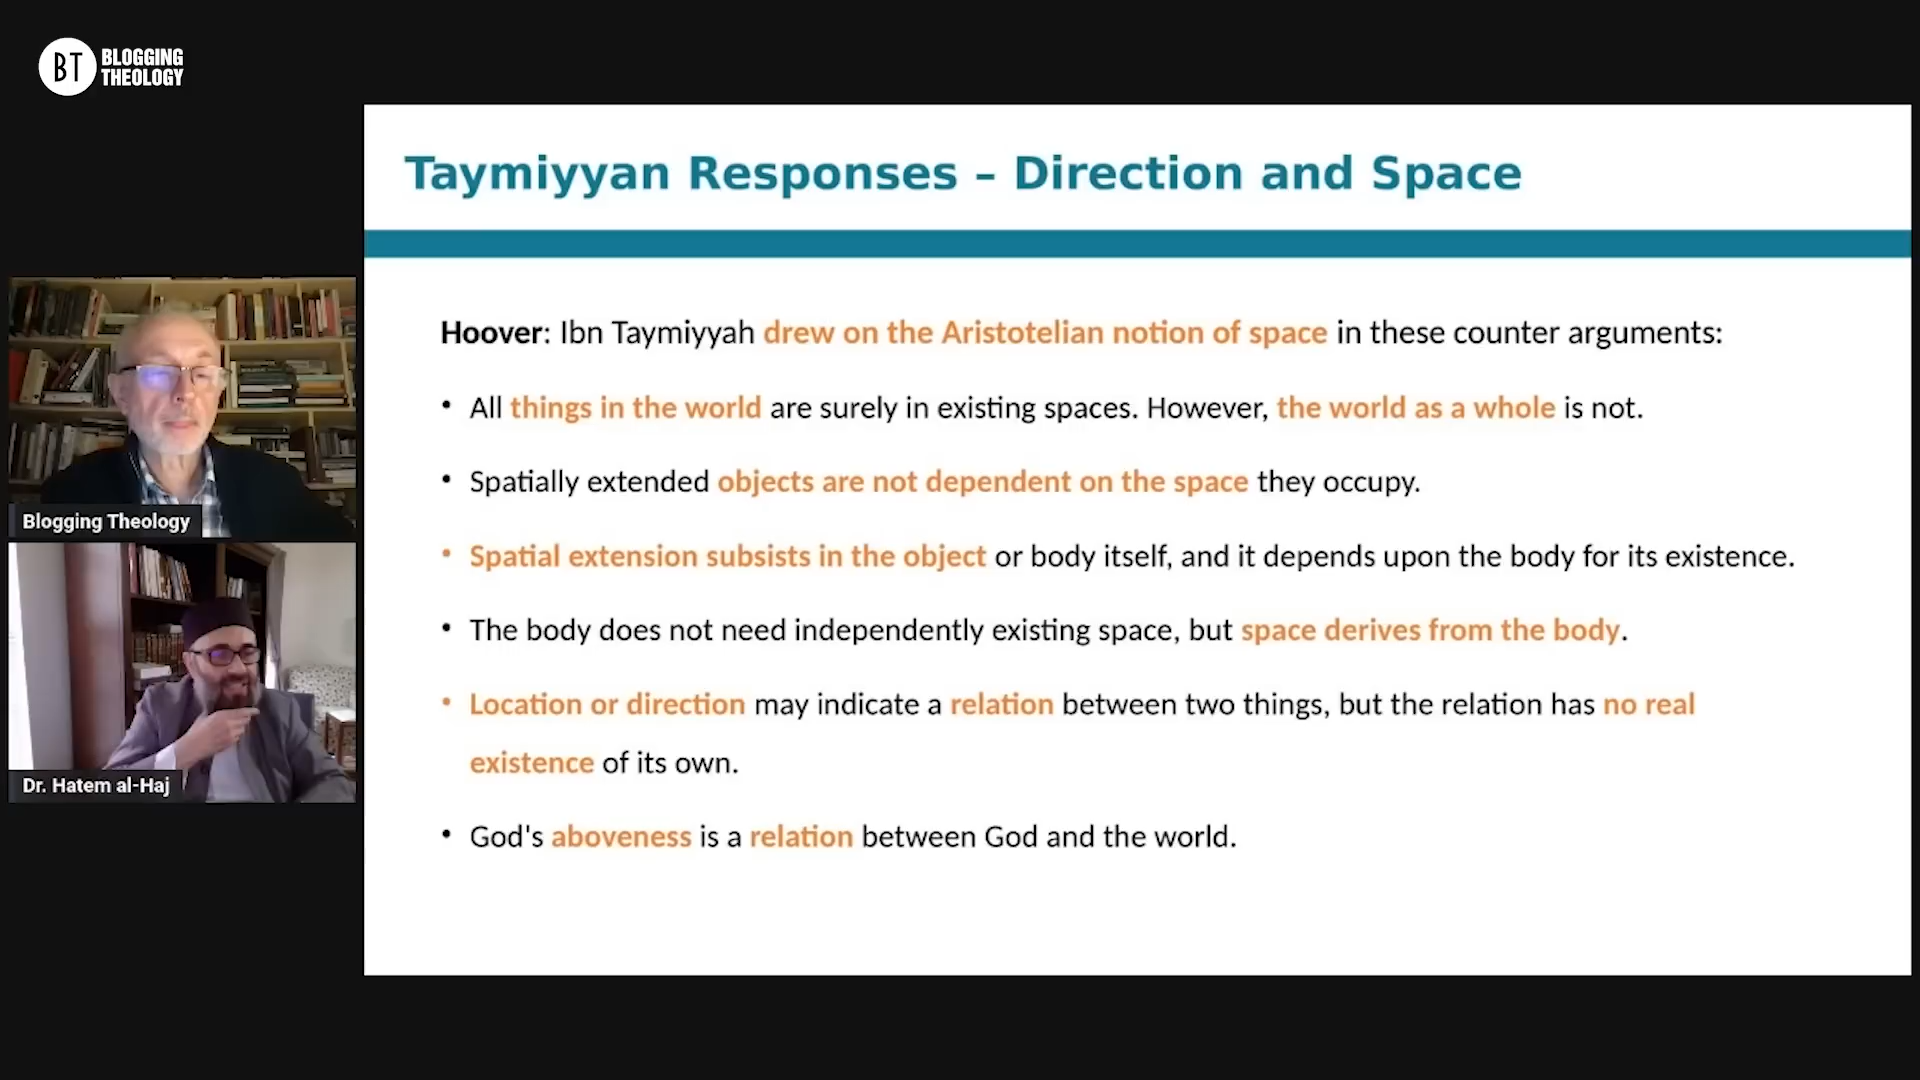 BT BLOGGING
THEOLOGY
Taymiyyan Responses – Direction and Space
Hoover: Ibn Taymiyyah drew on the Aristotelian notion of space in these counter arguments:
• All things in the world are surely in existing spaces. However, the world as a whole is not.
• Spatially extended objects are not dependent on the space they occupy.
• Spatial extension subsists in the object or body itself, and it depends upon the body for its existence.
• The body does not need independently existing space, but space derives from the body.
• Location or direction may indicate a relation between two things, but the relation has no real
existence of its own.
• God's aboveness is a relation between God and the world.
Blogging Theology
Dr. Hatem al-Haj